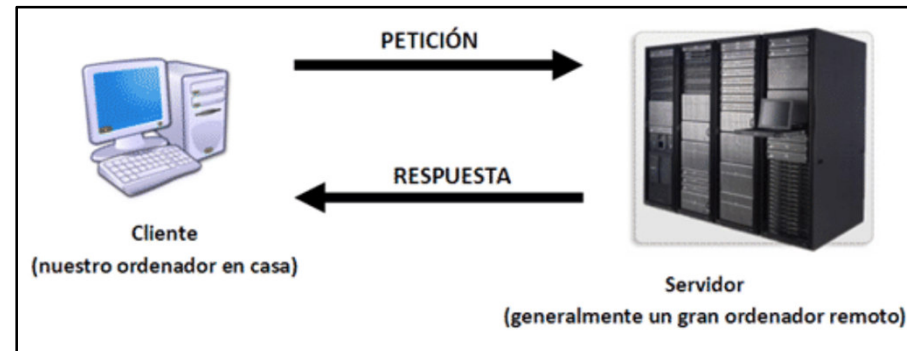 PETICIÓN
RESPUESTA
Cliente
(nuestro ordenador en casa)
Servidor
(generalmente un gran ordenador remoto)